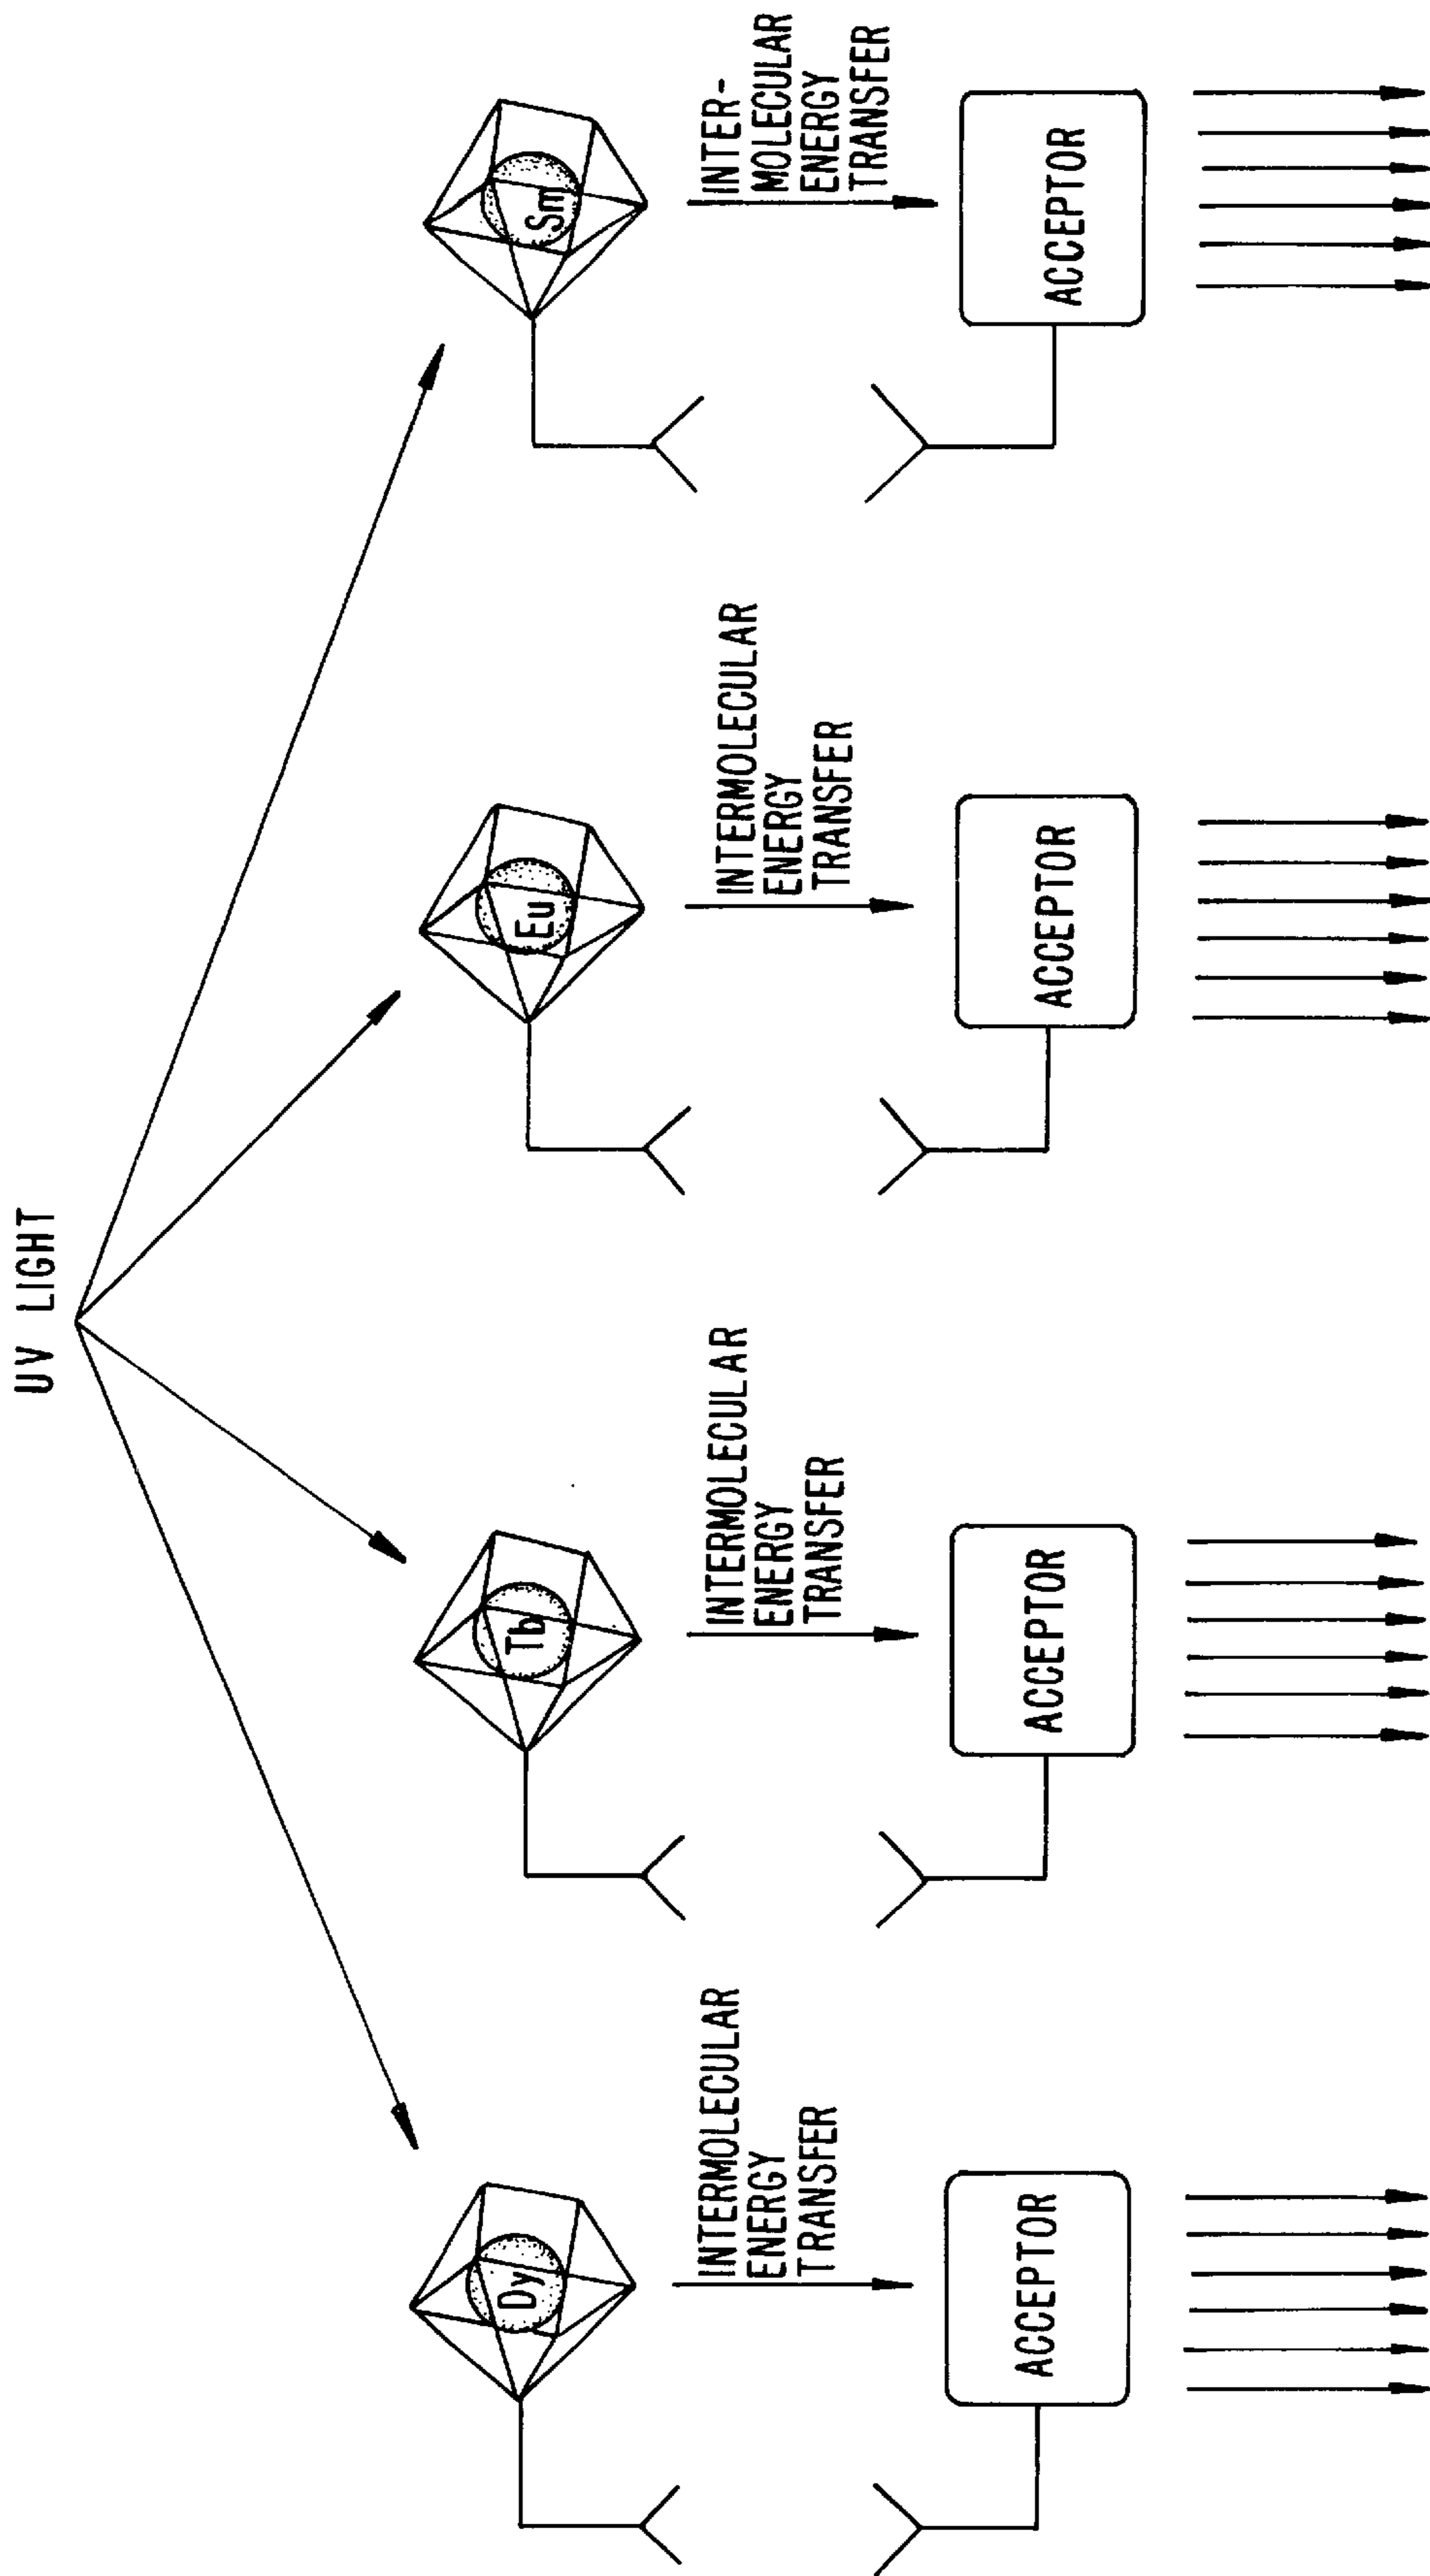 UV LIGHT
Dy
Tb
Eu
Sm
INTERMOLECULAR
ENERGY
TRANSFER
INTERMOLECULAR
ENERGY
TRANSFER
INTERMOLECULAR
ENERGY
TRANSFER
INTER-
MOLECULAR
ENERGY
TRANSFER
ACCEPTOR
ACCEPTOR
ACCEPTOR
ACCEPTOR